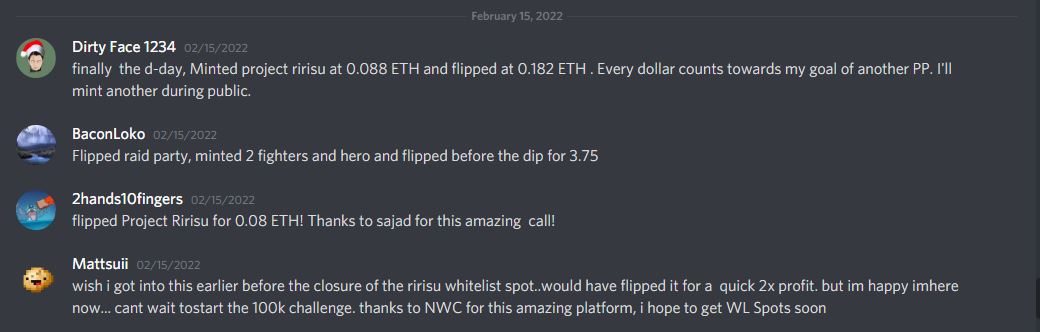 February 15, 2022
Dirty Face 1234 02/15/2022
finally the d-day, Minted project ririsu at 0.088 ETH and flipped at 0.182 ETH . Every dollar counts towards my goal of another PP. I'll
mint another during public.
BaconLoko 02/15/2022
Flipped raid party, minted 2 fighters and hero and flipped before the dip for 3.75
2hands10fingers 02/15/2022
flipped Project Ririsu for 0.08 ETH! Thanks to sajad for this amazing call!
Mattsuii 02/15/2022
wish i got into this earlier before the closure of the ririsu whitelist spot..would have flipped it for a quick 2x profit. but im happy imhere
now... cant wait tostart the 100k challenge. thanks to NWC for this amazing platform, i hope to get WL Spots soon